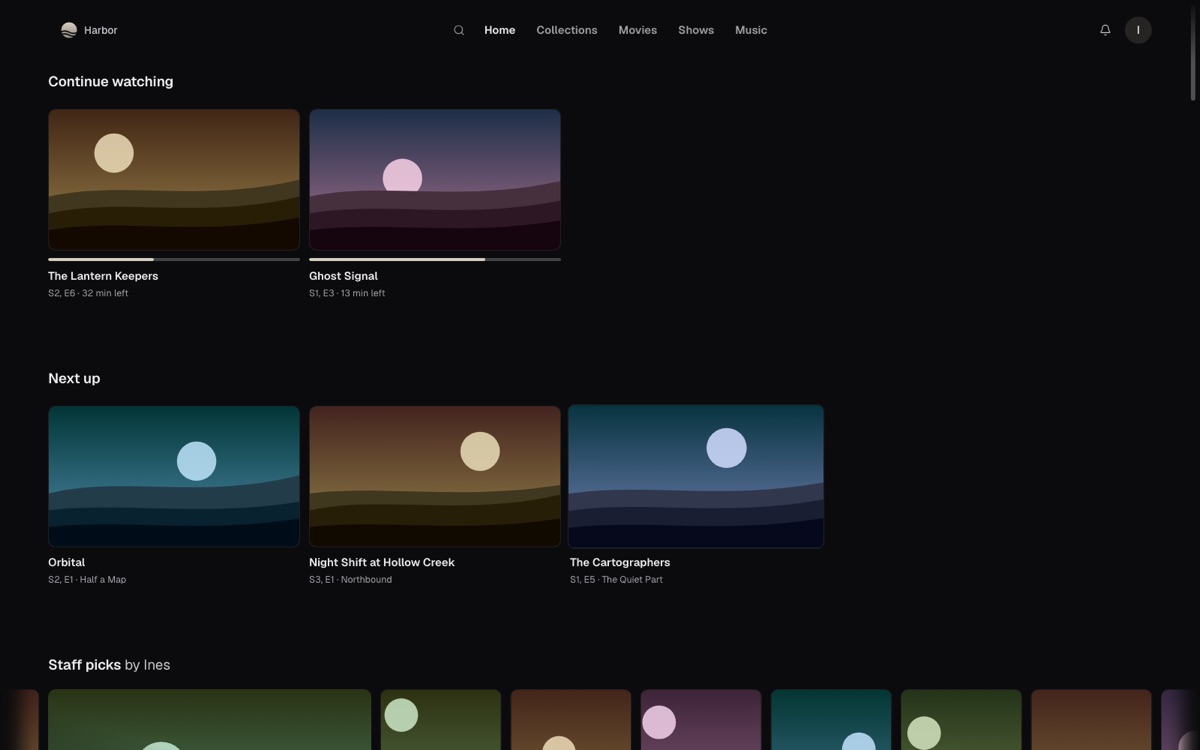 Harbor
Home
Collections
Movies
Shows
Music
I
Continue watching
The Lantern Keepers
S2, E6 · 32 min left
Ghost Signal
S1, E3 · 13 min left
Next up
Orbital
S2, E1 · Half a Map
Night Shift at Hollow Creek
S3, E1 · Northbound
The Cartographers
S1, E5 · The Quiet Part
Staff picks by Ines